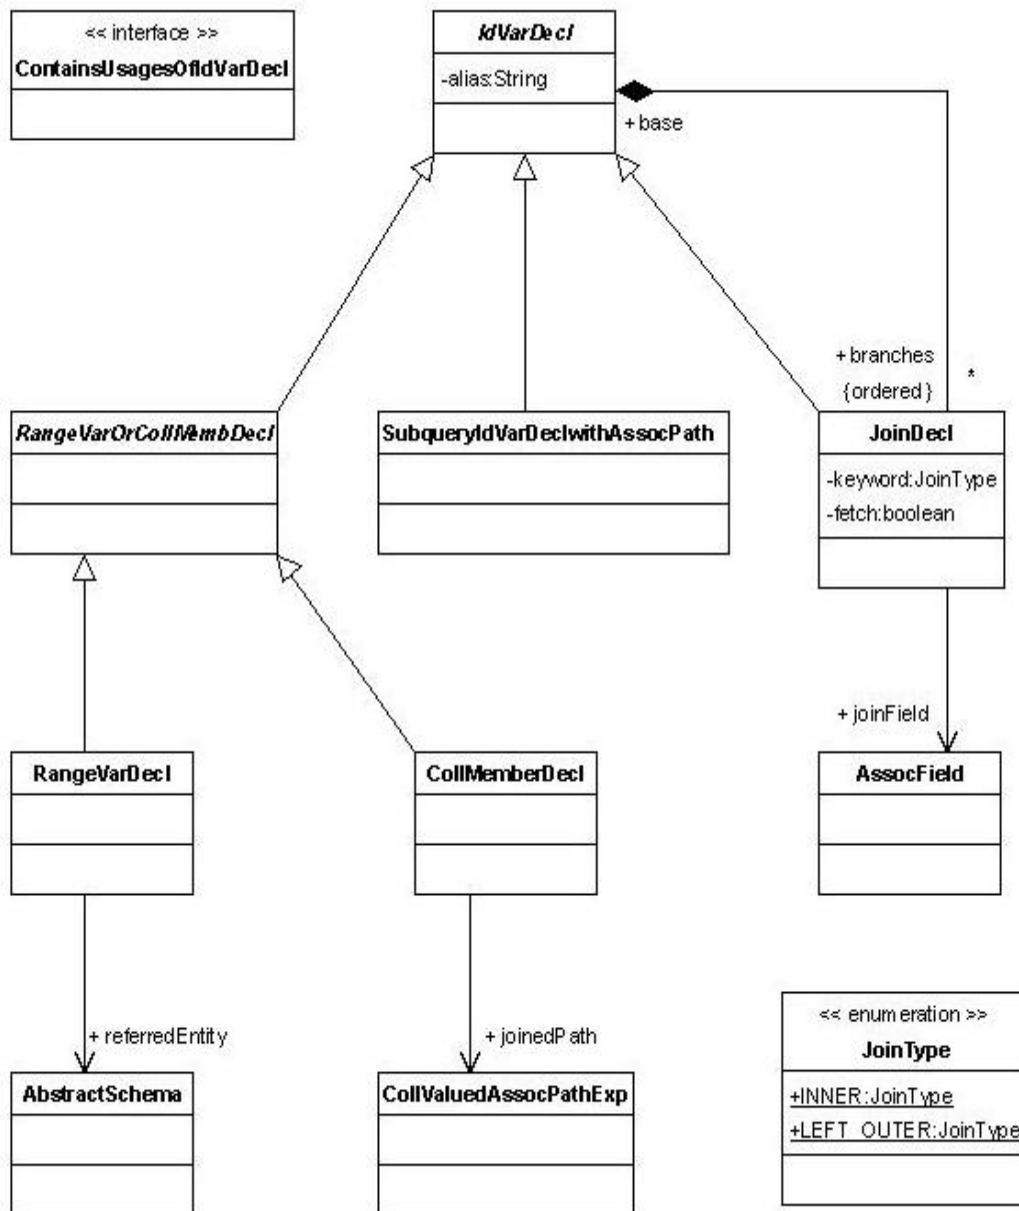 << interface >>
ContainsUsagesOfIdVarDecl
IdVarDecl
-alias:String
+ base
+ branches
{ordered}
*
RangeVarOrCollMembDecl
SubqueryIdVarDeclwithAssocPath
JoinDecl
-keyword:JoinType
-fetch:boolean
+ joinField
RangeVarDecl
CollMemberDecl
AssocField
+ referredEntity
+ joinedPath
<< enumeration >>
JoinType
+INNER:JoinType
+LEFT_OUTER:JoinType
AbstractSchema
CollValuedAssocPathExp